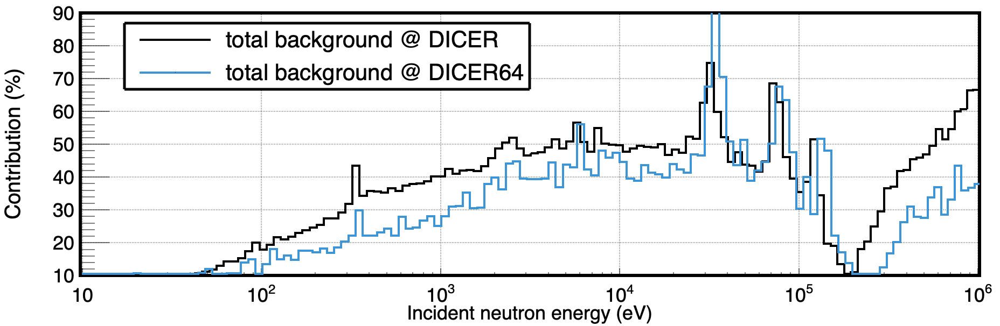 Contribution (%)
90
80
70
60
50
40
30
20
10
total background @ DICER
total background @ DICER64
10 10² 10³ 10⁴ 10⁵ 10⁶
Incident neutron energy (eV)